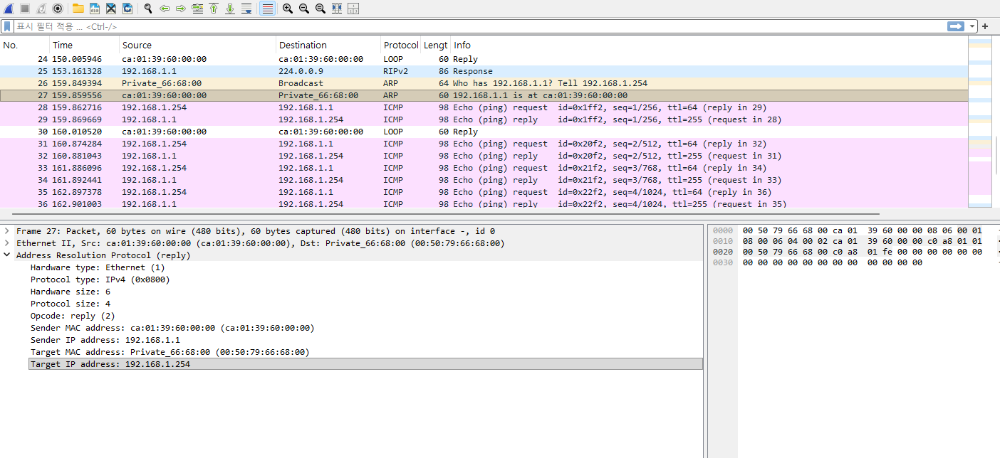 표시 필터 적용 ... <Ctrl-/>
No. Time Source Destination Protocol Lengt Info
24 150.005946 ca:01:39:60:00:00 ca:01:39:60:00:00 LOOP 60 Reply
25 153.161328 192.168.1.1 224.0.0.9 RIPv2 86 Response
26 159.849394 Private_66:68:00 Broadcast ARP 64 Who has 192.168.1.1? Tell 192.168.1.254
27 159.859556 ca:01:39:60:00:00 Private_66:68:00 ARP 60 192.168.1.1 is at ca:01:39:60:00:00
28 159.862716 192.168.1.254 192.168.1.1 ICMP 98 Echo (ping) request id=0x1ff2, seq=1/256, ttl=64 (reply in 29)
29 159.869669 192.168.1.1 192.168.1.254 ICMP 98 Echo (ping) reply id=0x1ff2, seq=1/256, ttl=255 (request in 28)
30 160.010520 ca:01:39:60:00:00 ca:01:39:60:00:00 LOOP 60 Reply
31 160.874284 192.168.1.254 192.168.1.1 ICMP 98 Echo (ping) request id=0x20f2, seq=2/512, ttl=64 (reply in 32)
32 160.881043 192.168.1.1 192.168.1.254 ICMP 98 Echo (ping) reply id=0x20f2, seq=2/512, ttl=255 (request in 31)
33 161.886096 192.168.1.254 192.168.1.1 ICMP 98 Echo (ping) request id=0x21f2, seq=3/768, ttl=64 (reply in 34)
34 161.892441 192.168.1.1 192.168.1.254 ICMP 98 Echo (ping) reply id=0x21f2, seq=3/768, ttl=255 (request in 33)
35 162.897378 192.168.1.254 192.168.1.1 ICMP 98 Echo (ping) request id=0x22f2, seq=4/1024, ttl=64 (reply in 36)
36 162.901003 192.168.1.1 192.168.1.254 ICMP 98 Echo (ping) reply id=0x22f2, seq=4/1024, ttl=255 (request in 35)
Frame 27: Packet, 60 bytes on wire (480 bits), 60 bytes captured (480 bits) on interface -, id 0
Ethernet II, Src: ca:01:39:60:00:00 (ca:01:39:60:00:00), Dst: Private_66:68:00 (00:50:79:66:68:00)
Address Resolution Protocol (reply)
Hardware type: Ethernet (1)
Protocol type: IPv4 (0x0800)
Hardware size: 6
Protocol size: 4
Opcode: reply (2)
Sender MAC address: ca:01:39:60:00:00 (ca:01:39:60:00:00)
Sender IP address: 192.168.1.1
Target MAC address: Private_66:68:00 (00:50:79:66:68:00)
Target IP address: 192.168.1.254
0000 00 50 79 66 68 00 ca 01 39 60 00 00 08 06 00 01
0010 08 00 06 04 00 02 ca 01 39 60 00 00 c0 a8 01 01
0020 00 50 79 66 68 00 c0 a8 01 fe 00 00 00 00 00 00
0030 00 00 00 00 00 00 00 00 00 00 00 00